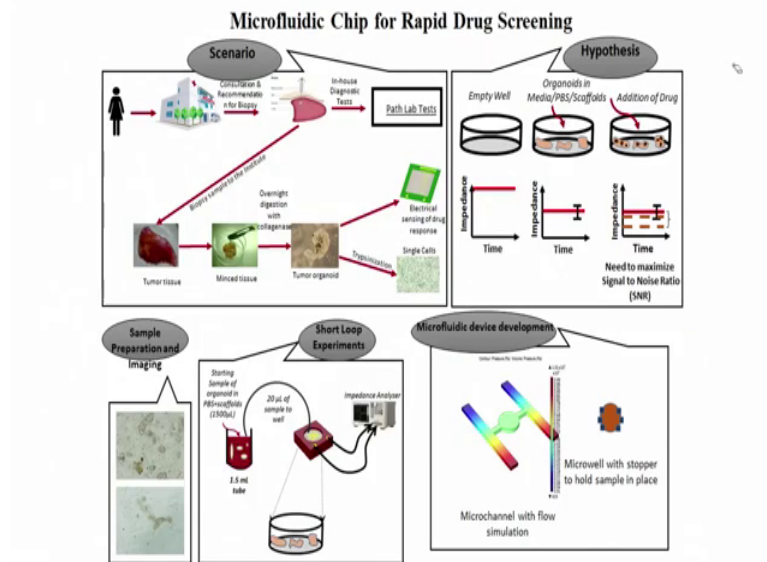 Microfluidic Chip for Rapid Drug Screening
Scenario
Consultation &
Recommendatio
n for Biopsy
In-house
Diagnostic
Tests
Path Lab Tests
Biopsy sample to the Institute
Overnight
digestion
with
collagenase
Electrical
sensing of drug
response
Trypsinization
Single Cells
Tumor tissue
Minced tissue
Tumor organoid
Hypothesis
Empty Well
Organoids in
Media/PBS/Scaffolds
Addition of Drug
Impedance
Time
Impedance
Time
Impedance
Time
Need to maximize
Signal to Noise Ratio
(SNR)
Sample
Preparation and
Imaging
Short Loop
Experiments
Starting
Sample of
organoid in
PBS+scaffolds
(1500µL)
20 µL of
sample to
well
Impedance Analyser
1.5 mL
tube
Microfluidic device development
Microwell with stopper
to hold sample in place
Microchannel with flow
simulation